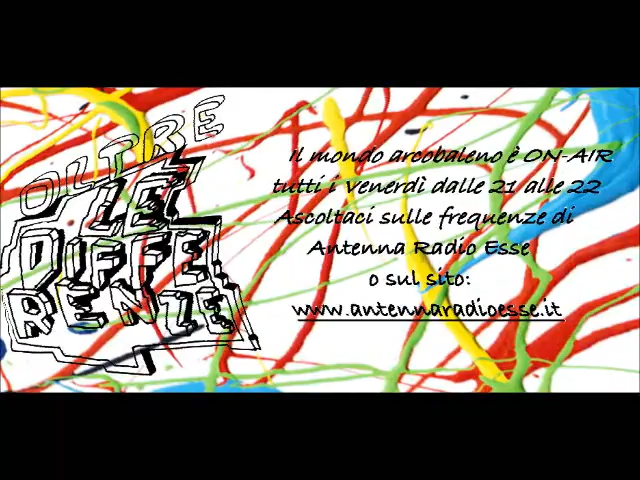 OLTRE
LE
DIFFE
RENZE
Il mondo arcobaleno è ON-AIR
tutti i Venerdì dalle 21 alle 22
Ascoltaci sulle frequenze di
Antenna Radio Esse
o sul sito:
www.antennaradioesse.it